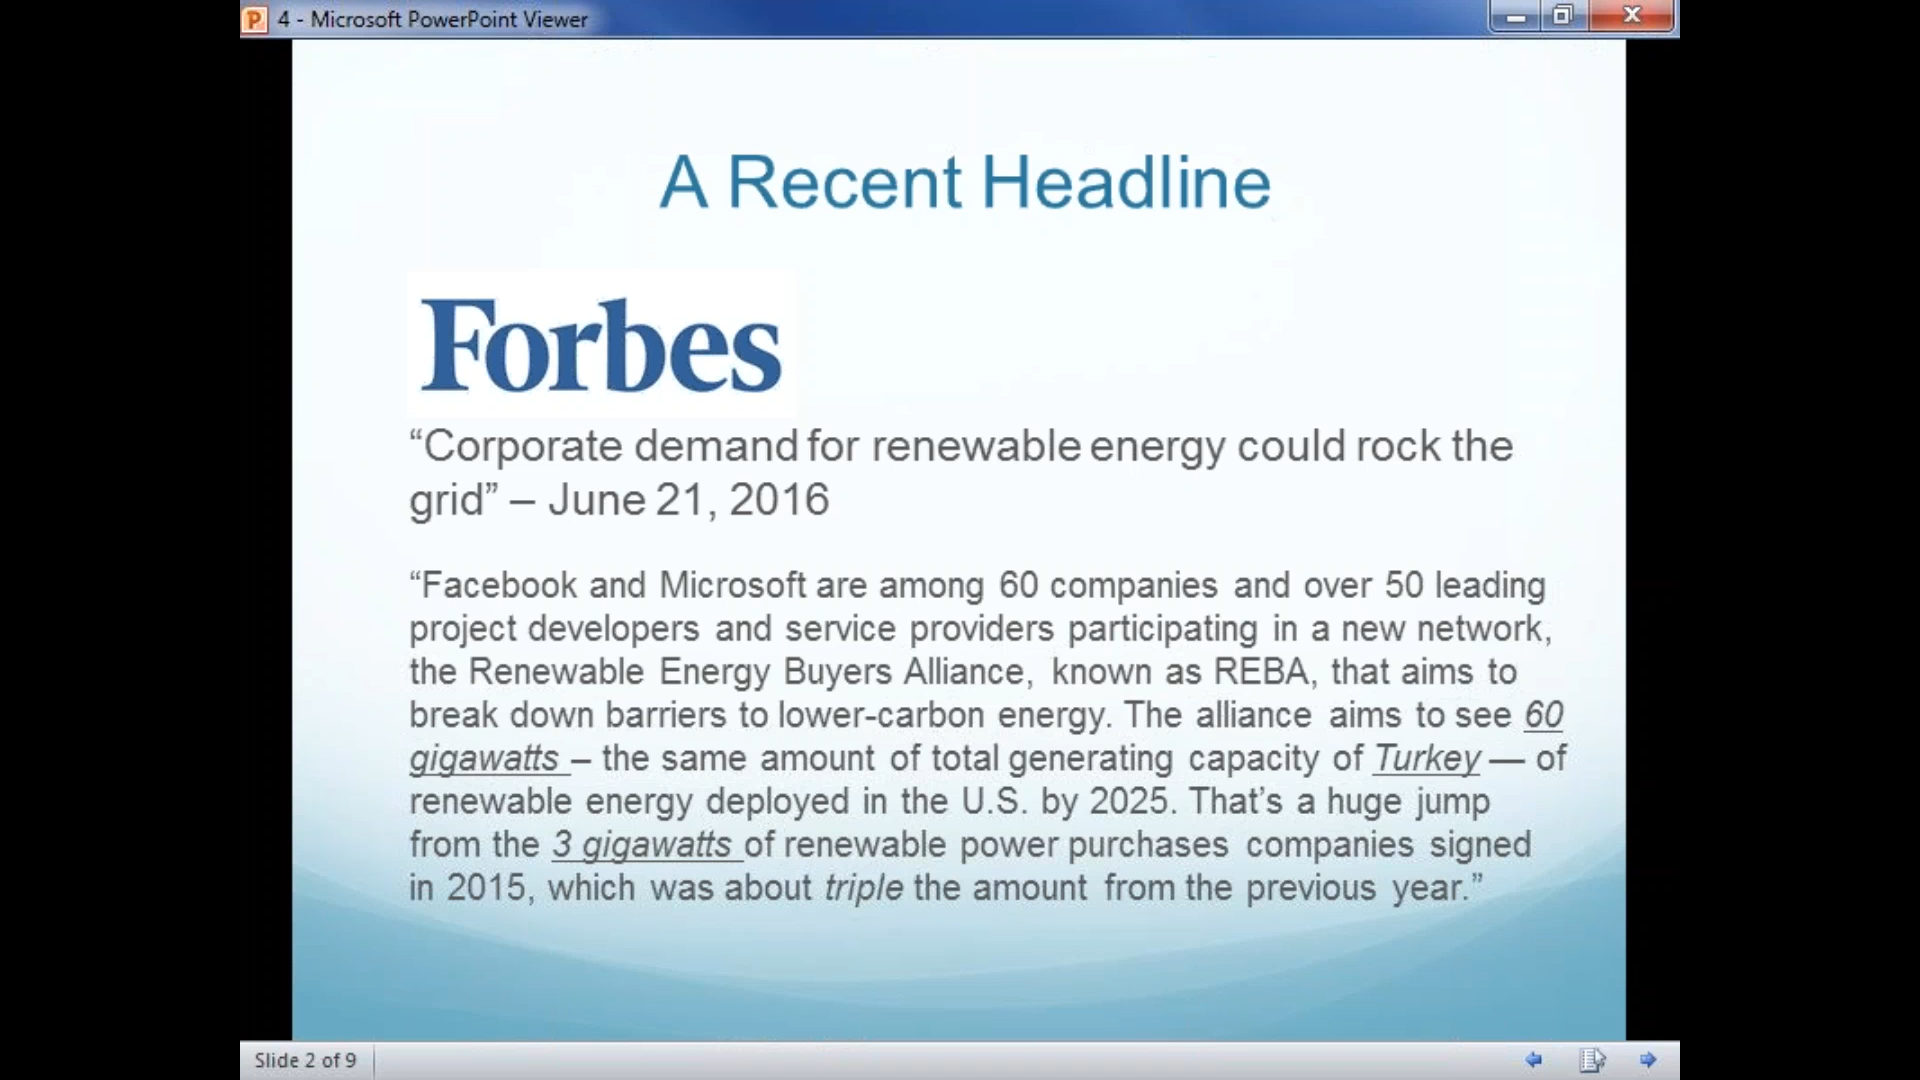 4 - Microsoft PowerPoint Viewer
A Recent Headline
Forbes
“Corporate demand for renewable energy could rock the
grid” – June 21, 2016
“Facebook and Microsoft are among 60 companies and over 50 leading
project developers and service providers participating in a new network,
the Renewable Energy Buyers Alliance, known as REBA, that aims to
break down barriers to lower-carbon energy. The alliance aims to see 60
gigawatts – the same amount of total generating capacity of Turkey — of
renewable energy deployed in the U.S. by 2025. That’s a huge jump
from the 3 gigawatts of renewable power purchases companies signed
in 2015, which was about triple the amount from the previous year.”
Slide 2 of 9